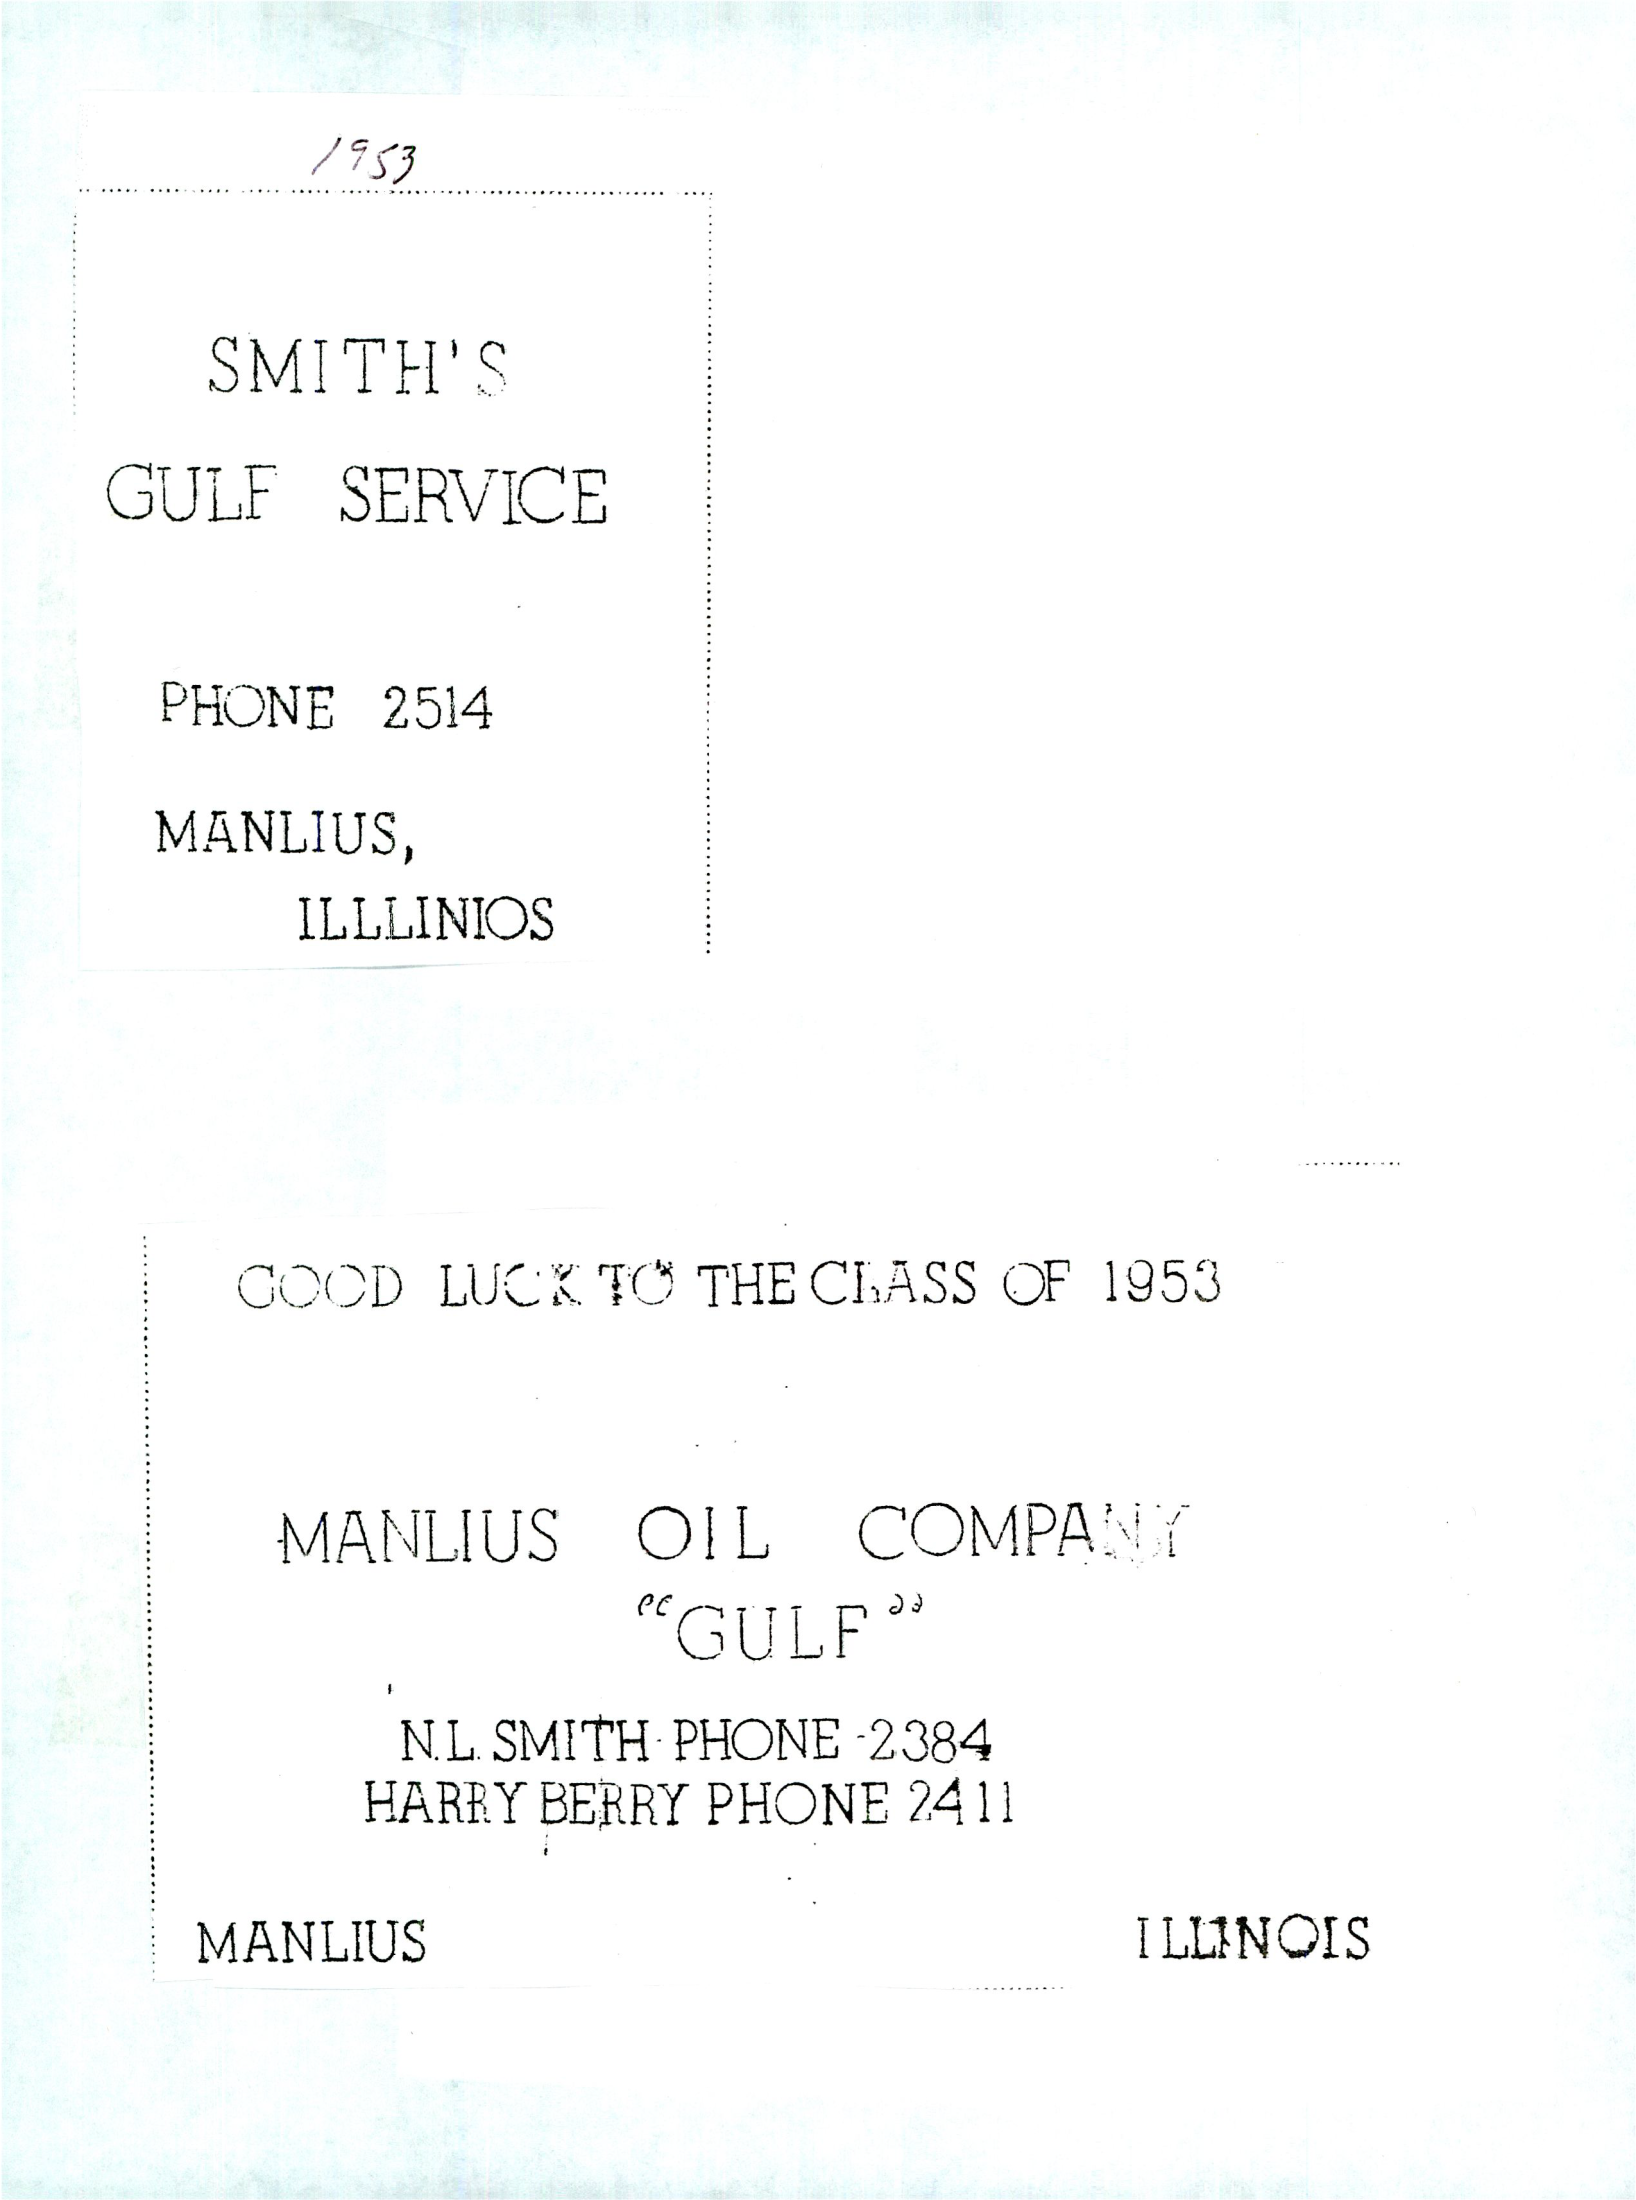 1953
SMITH'S
GULF SERVICE
PHONE 2514
MANLIUS,
ILLLINIOS
GOOD LUCK TO THE CLASS OF 1953
MANLIUS OIL COMPANY
"GULF"
N.L. SMITH - PHONE - 2384
HARRY BERRY PHONE 2411
MANLIUS ILLINOIS